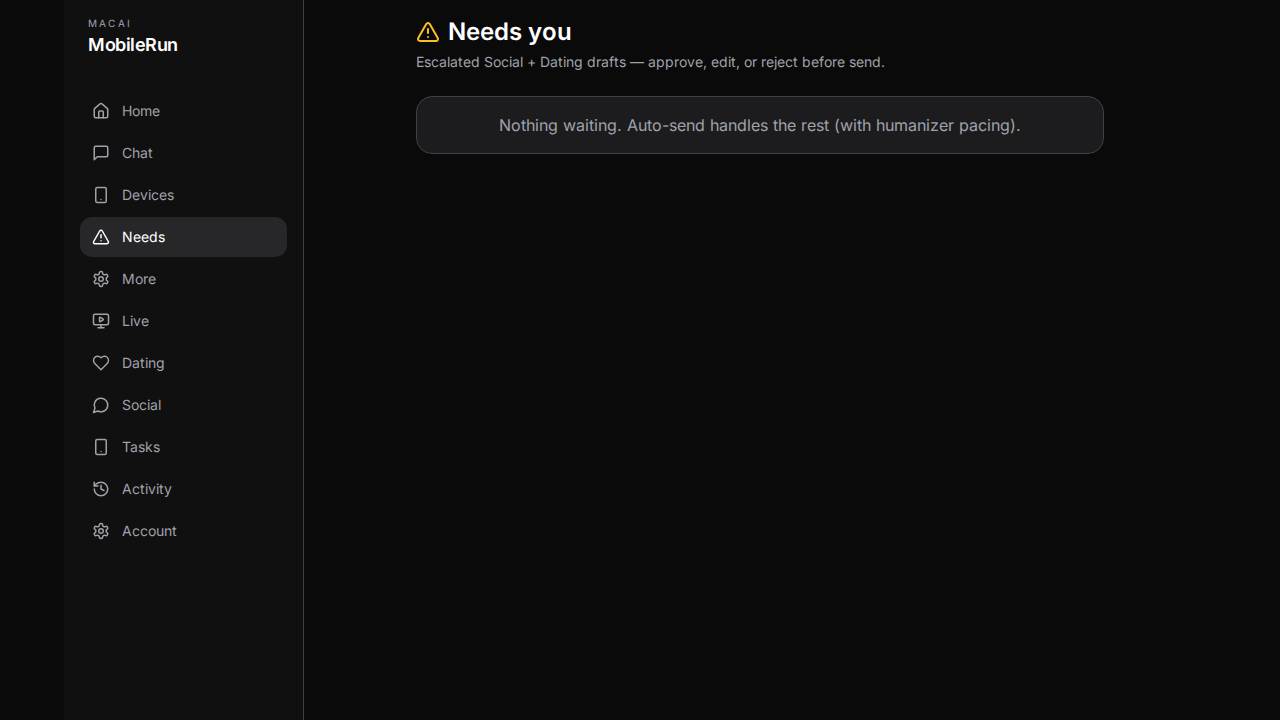 MACAI
MobileRun
Home
Chat
Devices
Needs
More
Live
Dating
Social
Tasks
Activity
Account
Needs you
Escalated Social + Dating drafts — approve, edit, or reject before send.
Nothing waiting. Auto-send handles the rest (with humanizer pacing).